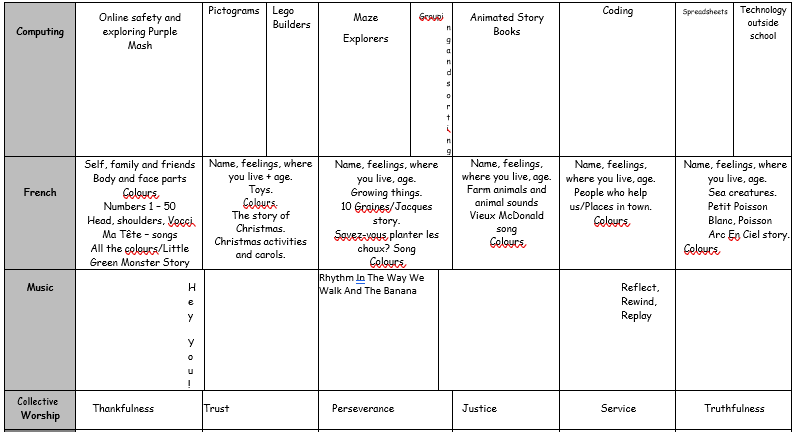 Computing
Online safety and
exploring Purple
Mash
Pictograms
Lego
Builders
Maze
Explorers
Groupi
n
g
a
n
d
s
o
r
t
i
n
g
Animated Story
Books
Coding
Spreadsheets
Technology
outside
school
French
Self, family and friends
Body and face parts
Colours.
Numbers 1 – 50
Head, shoulders, Vocci,
Ma Tête – songs
All the colours/Little
Green Monster Story
Name, feelings, where
you live + age.
Toys.
Colours.
The story of
Christmas.
Christmas activities
and carols.
Name, feelings, where
you live, age.
Growing things.
10 Graines/Jacques
story.
Savez-vous planter les
choux? Song
Colours.
Name, feelings,
where you live, age.
Farm animals and
animal sounds
Vieux McDonald
song
Colours.
Name, feelings,
where you live, age.
People who help
us/Places in town.
Colours.
Name, feelings, where
you live, age.
Sea creatures.
Petit Poisson
Blanc, Poisson
Arc En Ciel story.
Colours.
Music
H
e
y
y
o
u
!
Rhythm In The Way We
Walk And The Banana
Reflect,
Rewind,
Replay
Collective
Worship
Thankfulness
Trust
Perseverance
Justice
Service
Truthfulness